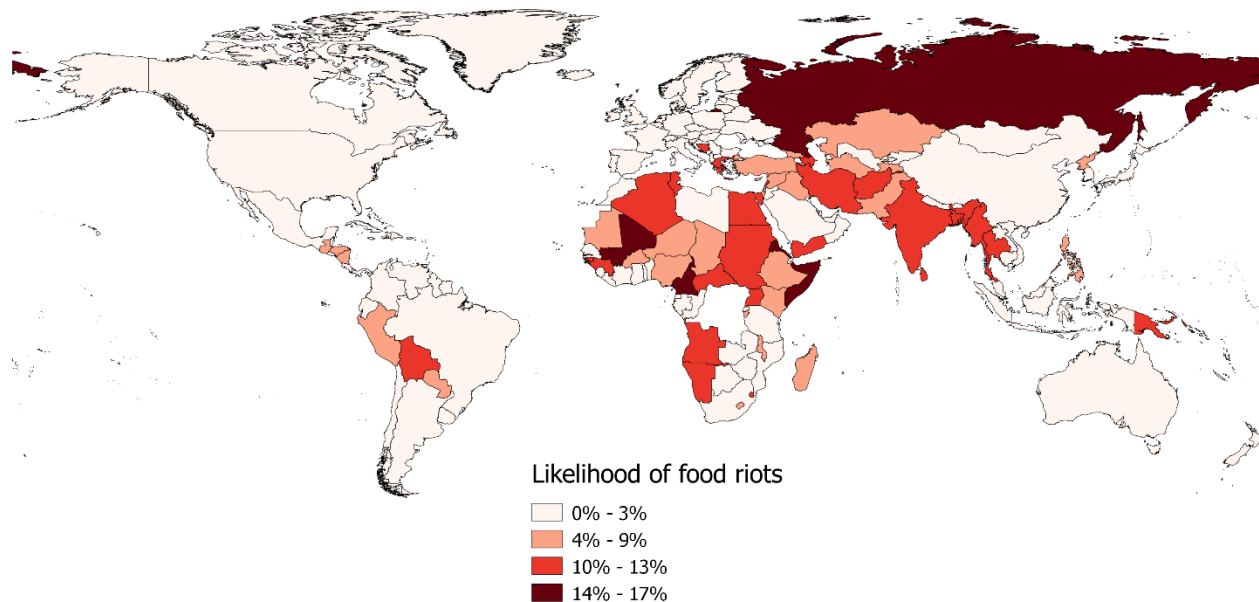 Likelihood of food riots
0% - 3%
4% - 9%
10% - 13%
14% - 17%